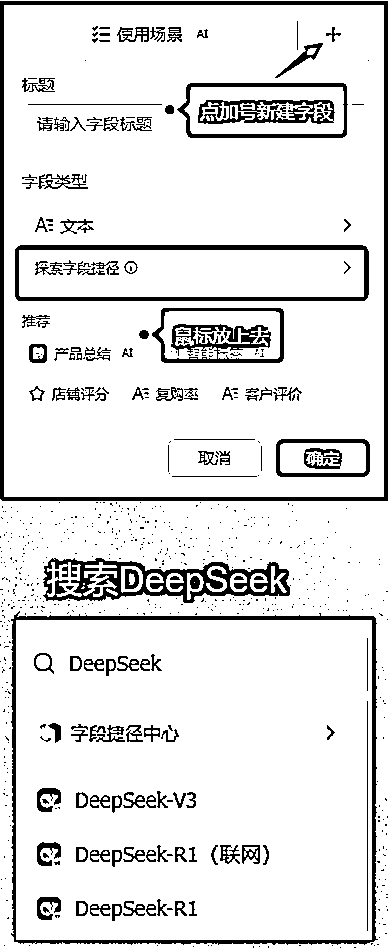 使用场景 AI
标题
点加号新建字段
请输入字段标题
字段类型
文本
探索字段捷径
推荐
鼠标放上去
产品总结 AI
AI
店铺评分 复购率 客户评价
取消 确定
搜索DeepSeek
DeepSeek
字段捷径中心
DeepSeek-V3
DeepSeek-R1（联网）
DeepSeek-R1